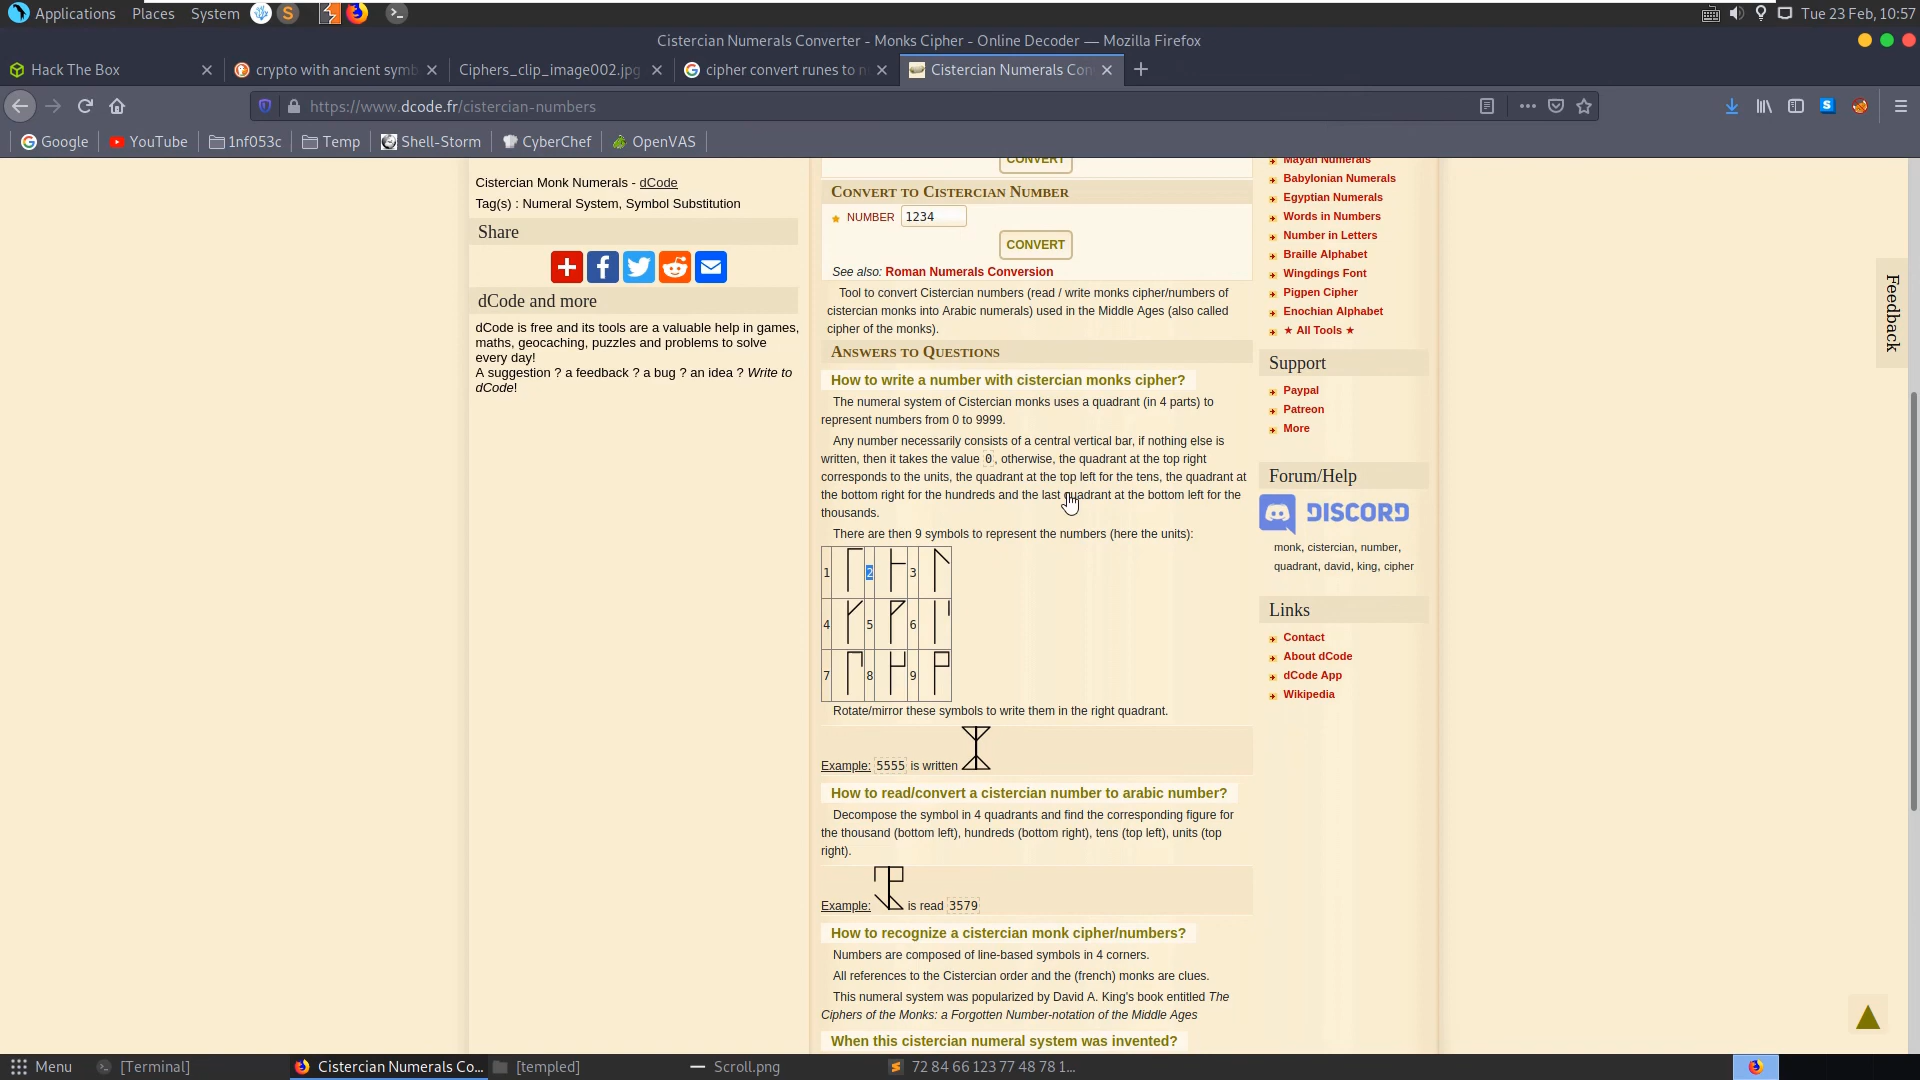 Applications Places System Tue 23 Feb, 10:57
Cistercian Numerals Converter - Monks Cipher - Online Decoder — Mozilla Firefox
Hack The Box
crypto with ancient symb
Ciphers_clip_image002.jpg
cipher convert runes to n
Cistercian Numerals Con
https://www.dcode.fr/cistercian-numbers
Google YouTube 1nf053c Temp Shell-Storm CyberChef OpenVAS
Cistercian Monk Numerals - dCode
Tag(s) : Numeral System, Symbol Substitution
Share
dCode and more
dCode is free and its tools are a valuable help in games,
maths, geocaching, puzzles and problems to solve
every day!
A suggestion ? a feedback ? a bug ? an idea ? Write to
dCode!
CONVERT
CONVERT TO CISTERCIAN NUMBER
NUMBER 1234
CONVERT
See also: Roman Numerals Conversion
Tool to convert Cistercian numbers (read / write monks cipher/numbers of
cistercian monks into Arabic numerals) used in the Middle Ages (also called
cipher of the monks).
ANSWERS TO QUESTIONS
How to write a number with cistercian monks cipher?
The numeral system of Cistercian monks uses a quadrant (in 4 parts) to
represent numbers from 0 to 9999.
Any number necessarily consists of a central vertical bar, if nothing else is
written, then it takes the value 0, otherwise, the quadrant at the top right
corresponds to the units, the quadrant at the top left for the tens, the quadrant at
the bottom right for the hundreds and the last quadrant at the bottom left for the
thousands.
There are then 9 symbols to represent the numbers (here the units):
1 2 3
4 5 6
7 8 9
Rotate/mirror these symbols to write them in the right quadrant.
Example: 5555 is written
How to read/convert a cistercian number to arabic number?
Decompose the symbol in 4 quadrants and find the corresponding figure for
the thousand (bottom left), hundreds (bottom right), tens (top left), units (top
right).
Example: is read 3579
How to recognize a cistercian monk cipher/numbers?
Numbers are composed of line-based symbols in 4 corners.
All references to the Cistercian order and the (french) monks are clues.
This numeral system was popularized by David A. King's book entitled The
Ciphers of the Monks: a Forgotten Number-notation of the Middle Ages
When this cistercian numeral system was invented?
Mayan Numerals
Babylonian Numerals
Egyptian Numerals
Words in Numbers
Number in Letters
Braille Alphabet
Wingdings Font
Pigpen Cipher
Enochian Alphabet
★ All Tools ★
Support
Paypal
Patreon
More
Forum/Help
DISCORD
monk, cistercian, number,
quadrant, david, king, cipher
Links
Contact
About dCode
dCode App
Wikipedia
Feedback
Menu [Terminal] Cistercian Numerals Co... [templed] Scroll.png 72 84 66 123 77 48 78 1...